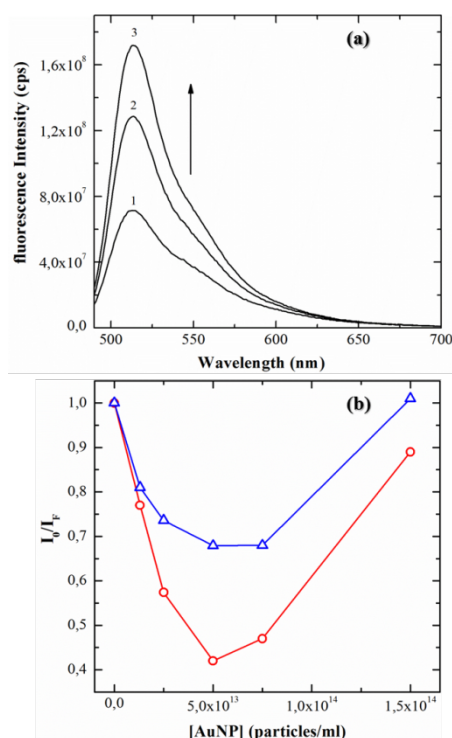 (a)
3
2
1
fluorescence Intensity (cps)
1,6x10⁸
1,2x10⁸
8,0x10⁷
4,0x10⁷
0,0
500 550 600 650 700
Wavelength (nm)
(b)
I₀/I_F
1,0
0,9
0,8
0,7
0,6
0,5
0,4
0,0 5,0x10¹³ 1,0x10¹⁴ 1,5x10¹⁴
[AuNP] (particles/ml)